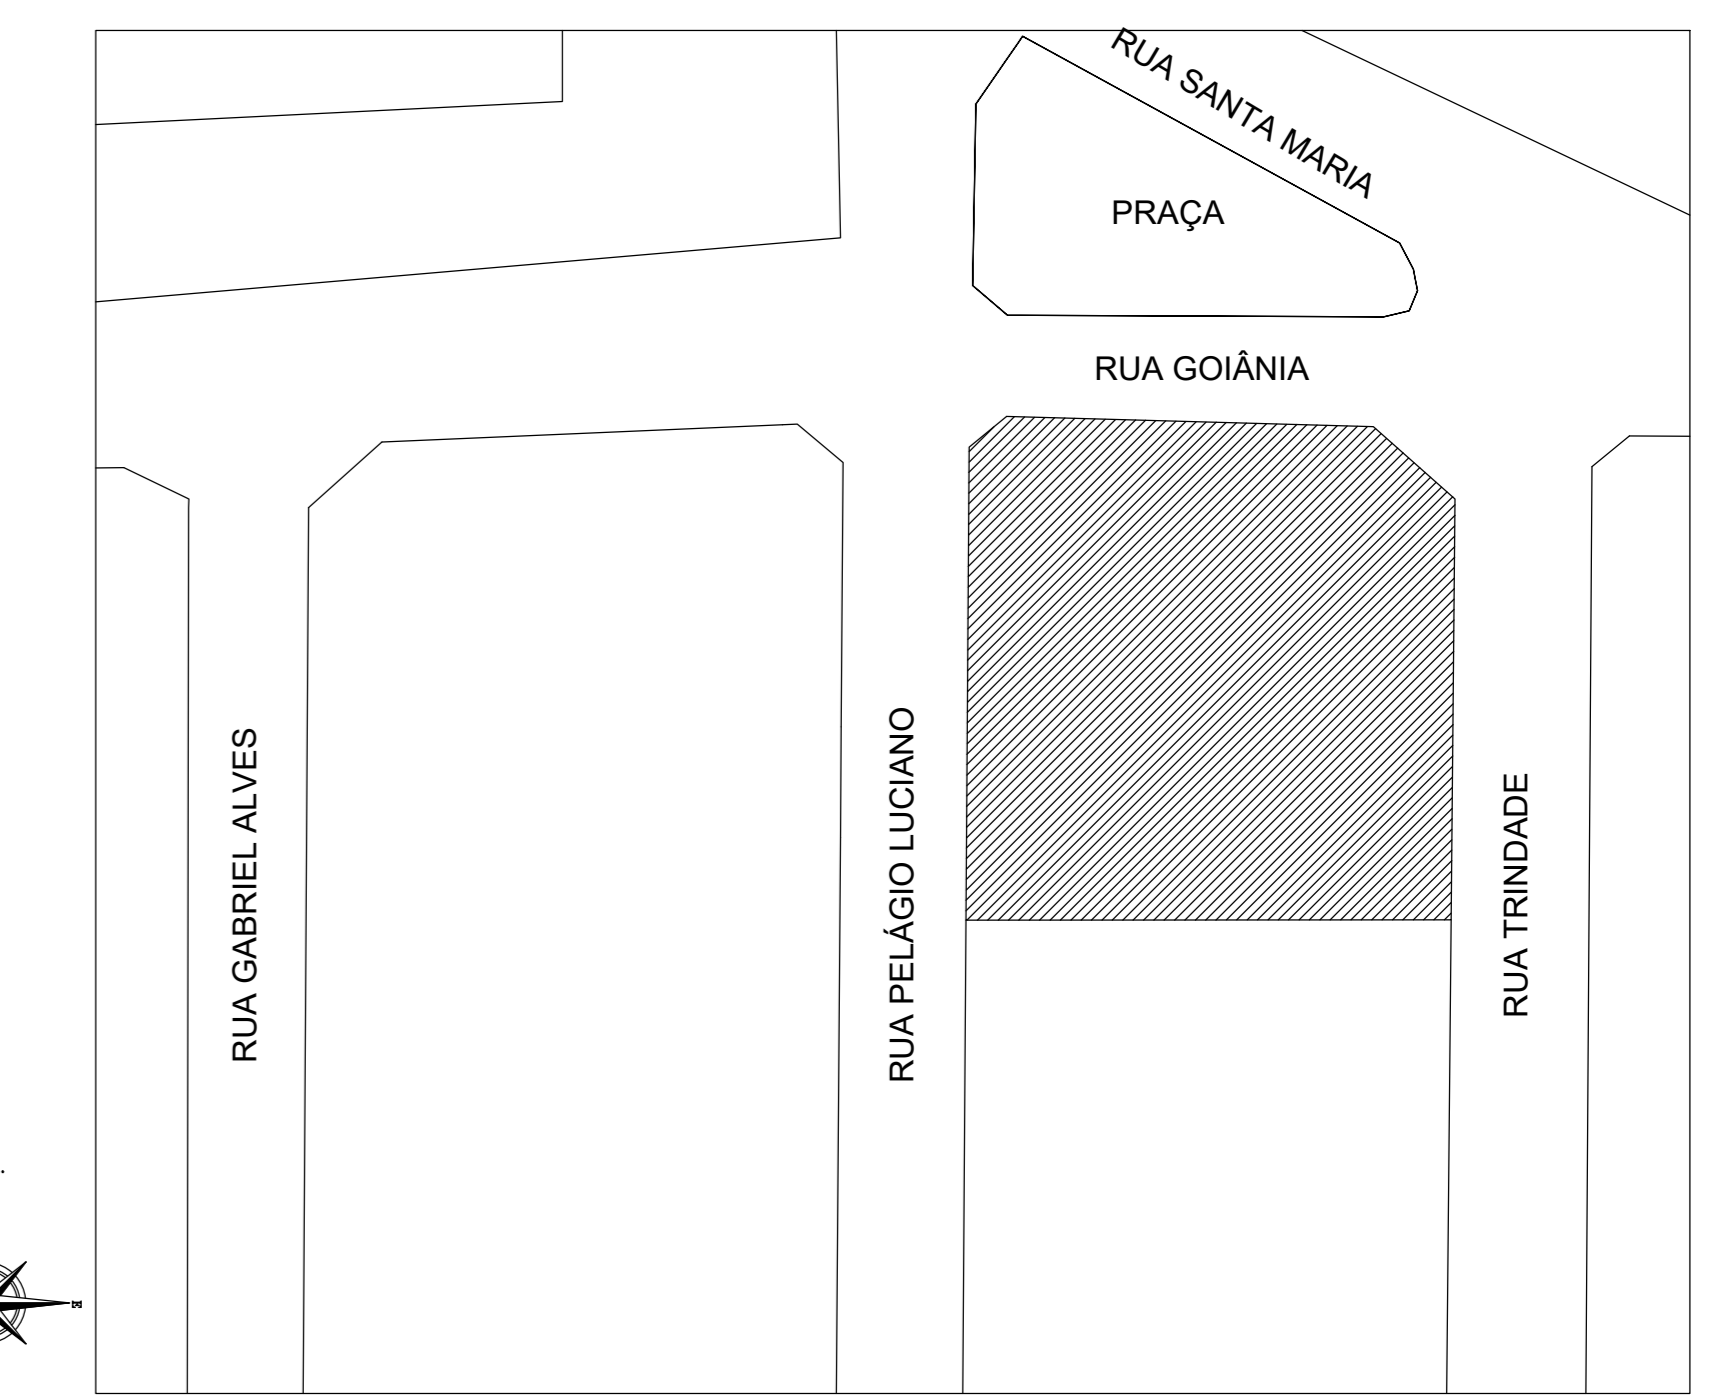 RUA SANTA MARIA
PRAÇA
RUA GOIÂNIA
RUA GABRIEL ALVES
RUA PELÁGIO LUCIANO
RUA TRINDADE
E